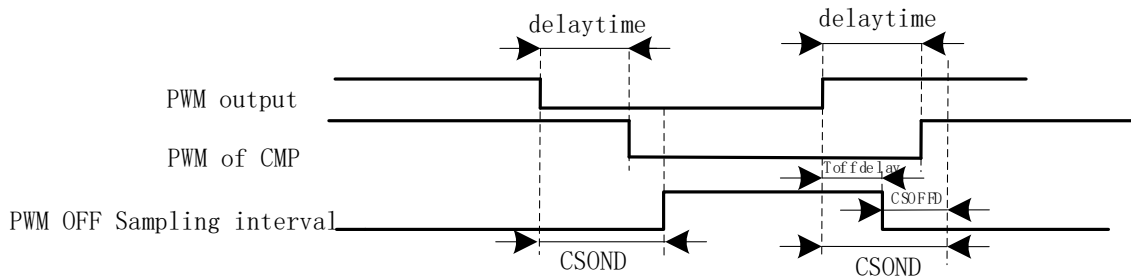 delaytime
delaytime
PWM output
PWM of CMP
Toffdelay
CSOFFD
PWM OFF Sampling interval
CSOND
CSOND